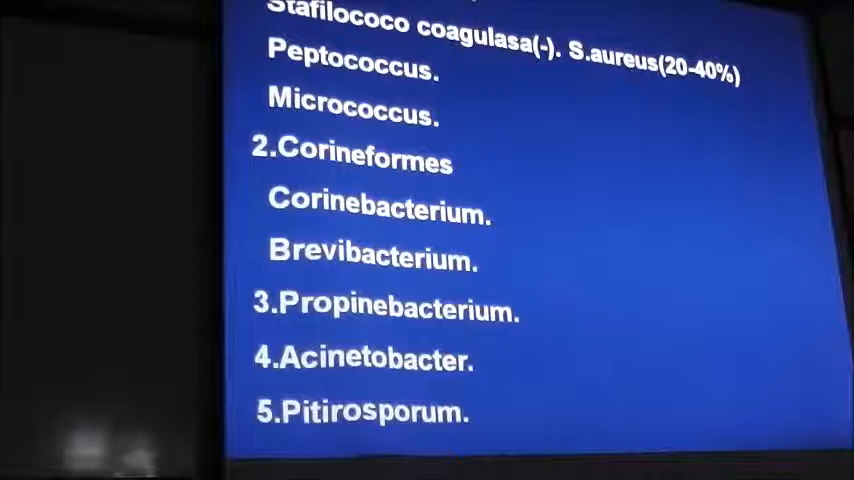 Stafilococo coagulasa(-). S.aureus(20-40%)
Peptococcus.
Micrococcus.
2.Corineformes
Corinebacterium.
Brevibacterium.
3.Propinebacterium.
4.Acinetobacter.
5.Pitirosporum.